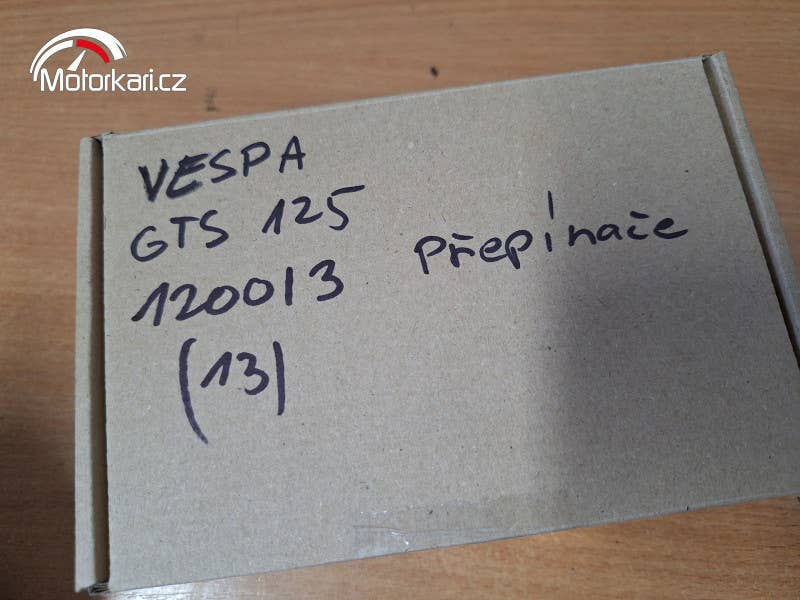 Motorkari.cz
VESPA
GTS 125
120013
(13)
přepínače